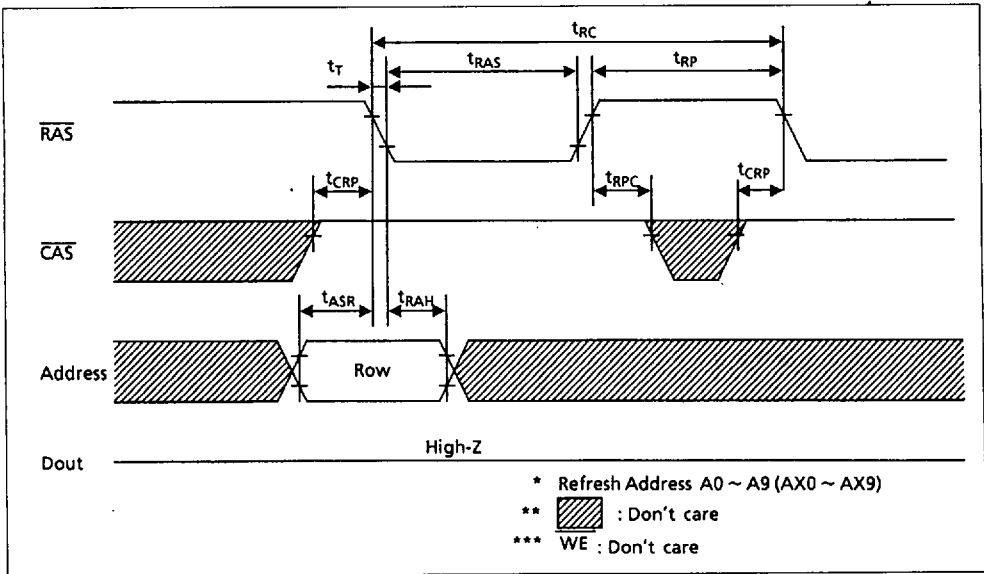 tRC
tT
tRAS
tRP
RAS
tCRP
tRPC
tCRP
CAS
tASR
tRAH
Address
Row
High-Z
Dout
* Refresh Address A0 ~ A9 (AX0 ~ AX9)
** : Don't care
*** WE : Don't care